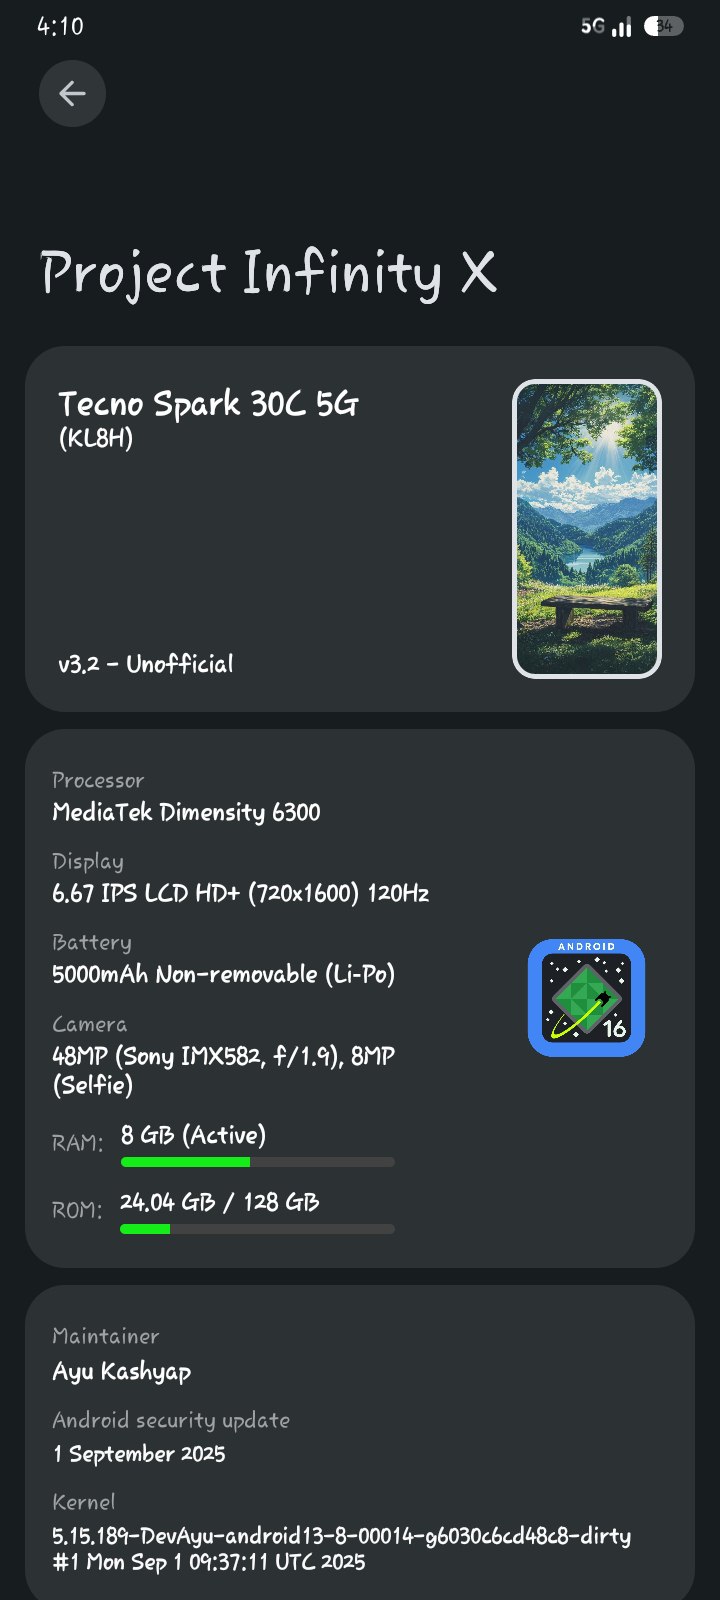 4:10
5G
34
Project Infinity X
Tecno Spark 30C 5G
(KL8H)
v3.2 - Unofficial
Processor
MediaTek Dimensity 6300
Display
6.67 IPS LCD HD+ (720x1600) 120Hz
Battery
5000mAh Non-removable (Li-Po)
Camera
48MP (Sony IMX582, f/1.9), 8MP
(Selfie)
ANDROID
16
RAM:
8 GB (Active)
ROM:
24.04 GB / 128 GB
Maintainer
Ayu Kashyap
Android security update
1 September 2025
Kernel
5.15.189-DevAyu-android13-8-00014-g6030c6cd48c8-dirty
#1 Mon Sep 1 09:37:11 UTC 2025